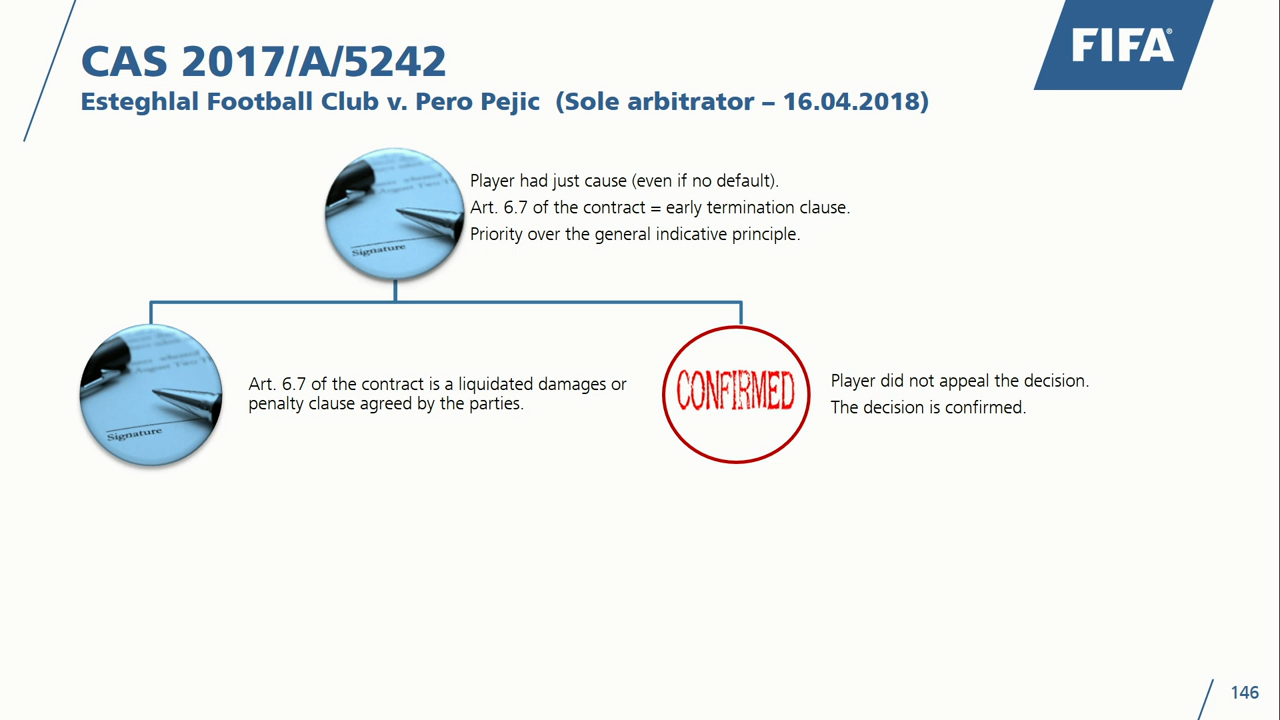 CAS 2017/A/5242
FIFA®
Esteghlal Football Club v. Pero Pejic (Sole arbitrator – 16.04.2018)
Player had just cause (even if no default).
Art. 6.7 of the contract = early termination clause.
Priority over the general indicative principle.
Signature
Signature
Art. 6.7 of the contract is a liquidated damages or
penalty clause agreed by the parties.
CONFIRMED
Player did not appeal the decision.
The decision is confirmed.
146